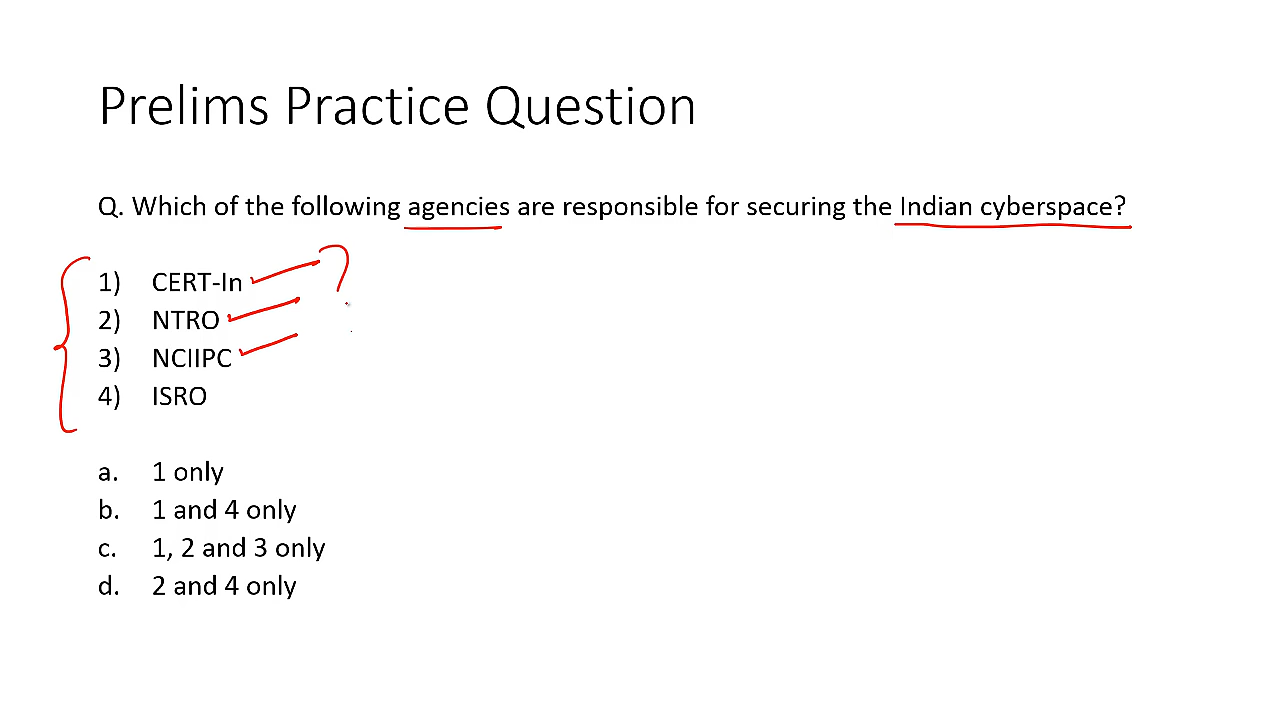 Prelims Practice Question
Q. Which of the following agencies are responsible for securing the Indian cyberspace?
1) CERT-In ?
2) NTRO
3) NCIIPC
4) ISRO
a. 1 only
b. 1 and 4 only
c. 1, 2 and 3 only
d. 2 and 4 only